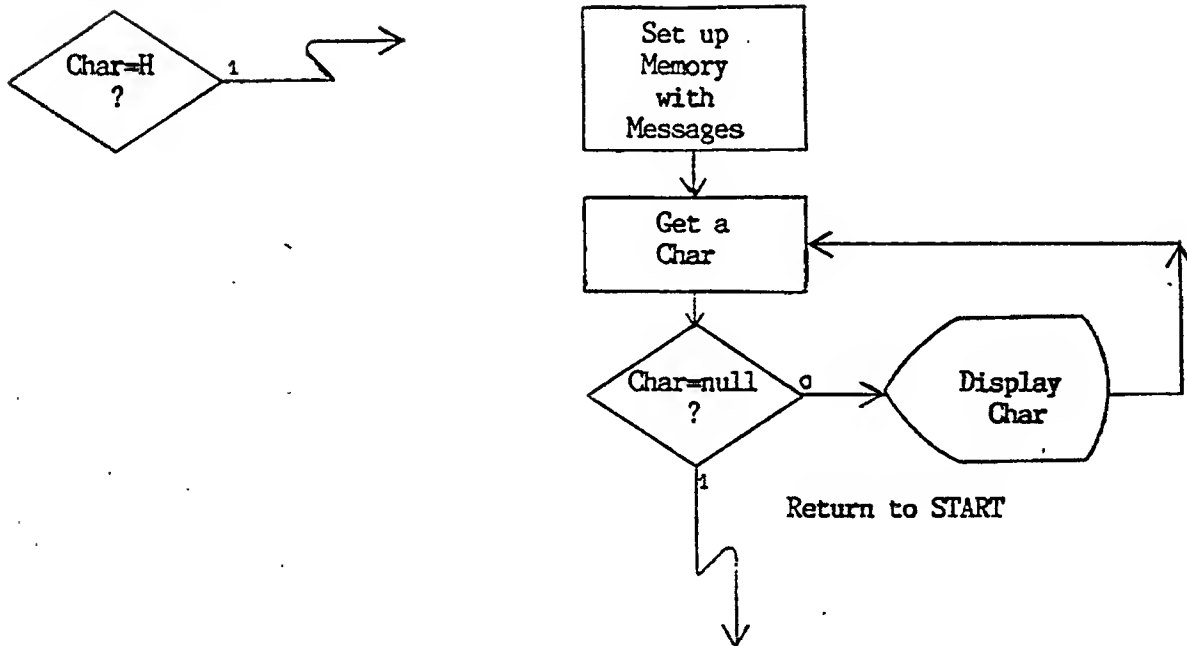 Char=H
?
1
Set up
Memory
with
Messages
Get a
Char
Char=null
?
0
Display
Char
1
Return to START